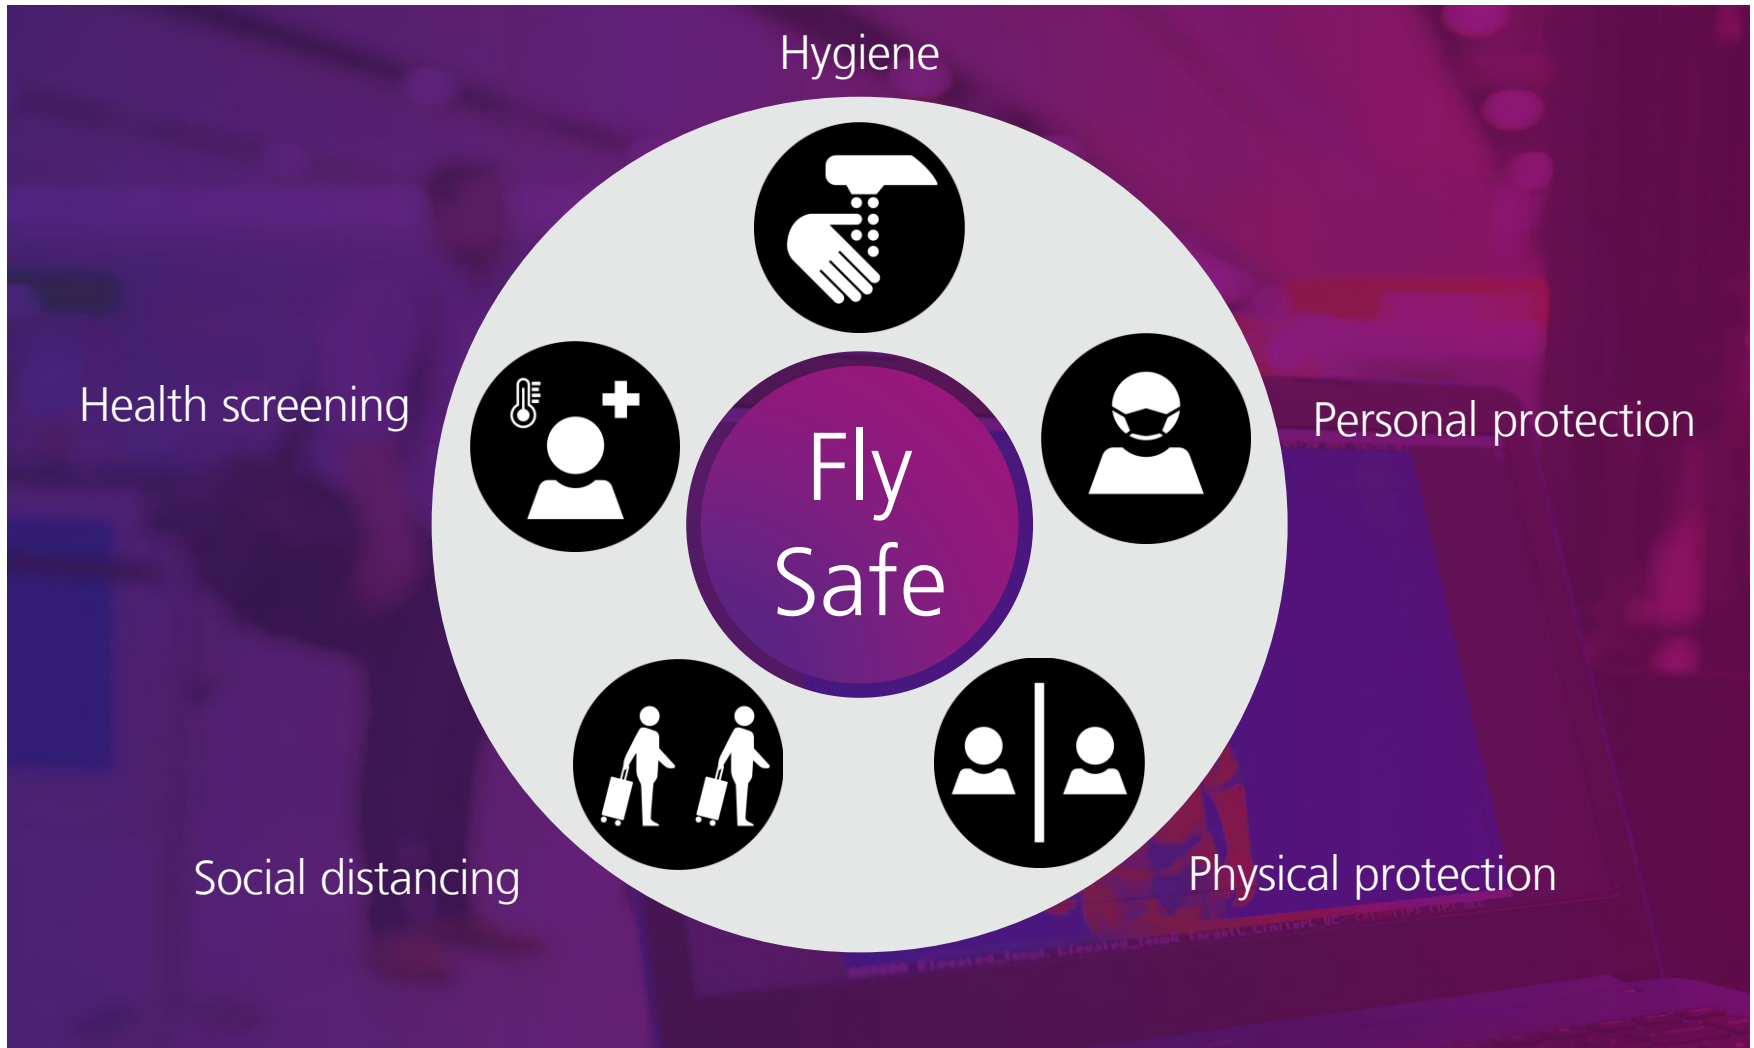 Hygiene
Health screening
Personal protection
Fly
Safe
Social distancing
Physical protection